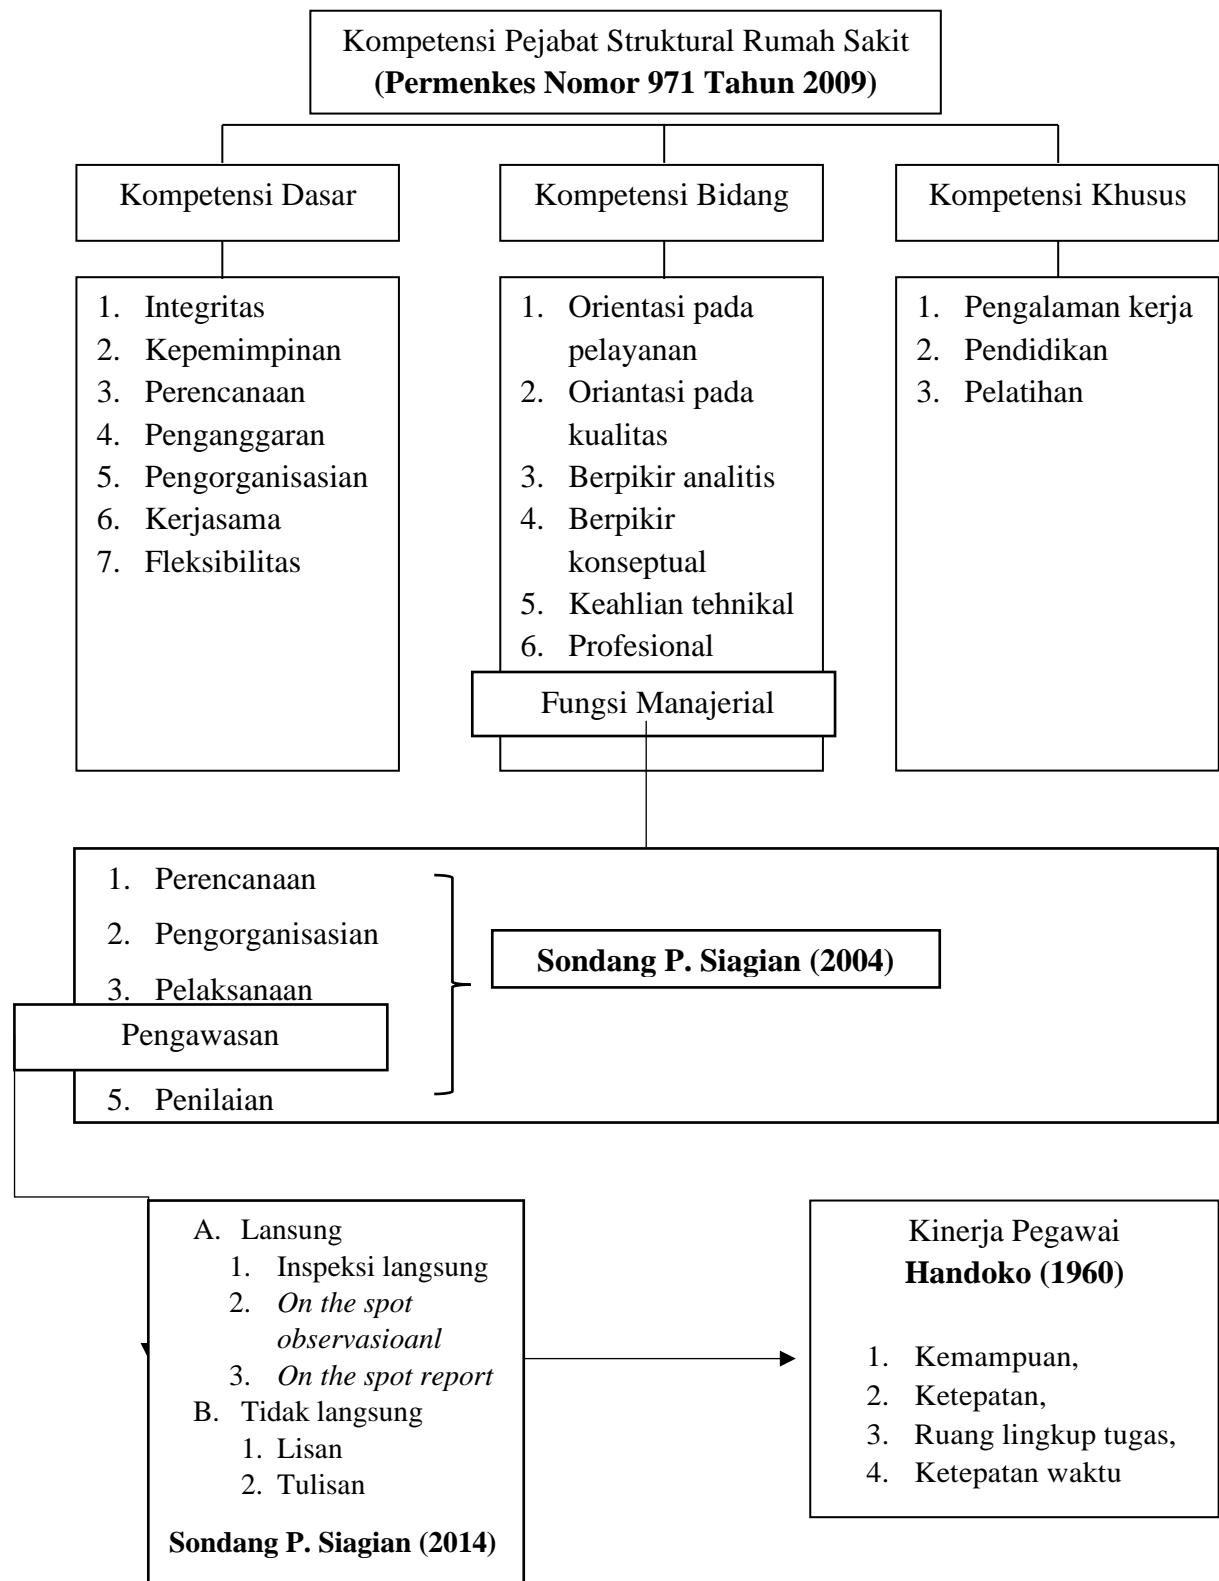 Kompetensi Pejabat Struktural Rumah Sakit
(Permenkes Nomor 971 Tahun 2009)
Kompetensi Dasar
Kompetensi Bidang
Kompetensi Khusus
1. Integritas
2. Kepemimpinan
3. Perencanaan
4. Penganggaran
5. Pengorganisasian
6. Kerjasama
7. Fleksibilitas
1. Orientasi pada
pelayanan
2. Oriantasi pada
kualitas
3. Berpikir analitis
4. Berpikir
konseptual
5. Keahlian tehnikal
6. Profesional
Fungsi Manajerial
1. Pengalaman kerja
2. Pendidikan
3. Pelatihan
1. Perencanaan
2. Pengorganisasian
3. Pelaksanaan
Pengawasan
5. Penilaian
Sondang P. Siagian (2004)
A. Lansung
1. Inspeksi langsung
2. On the spot
observasioanl
3. On the spot report
B. Tidak langsung
1. Lisan
2. Tulisan
Sondang P. Siagian (2014)
Kinerja Pegawai
Handoko (1960)
1. Kemampuan,
2. Ketepatan,
3. Ruang lingkup tugas,
4. Ketepatan waktu